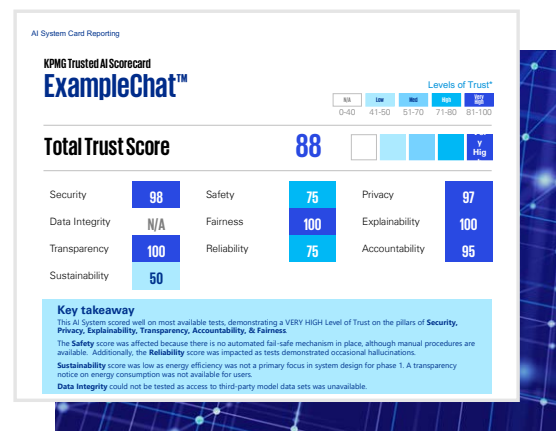 AI System Card Reporting
KPMG Trusted AI Scorecard
ExampleChat™
Levels of Trust*
N/A Low Med High Very High
0-40 41-50 51-70 71-80 81-100
Total Trust Score 88
y
Hig
Security 98 Safety 75 Privacy 97
Data Integrity N/A Fairness 100 Explainability 100
Transparency 100 Reliability 75 Accountability 95
Sustainability 50
Key takeaway
This AI System scored well on most available tests, demonstrating a VERY HIGH Level of Trust on the pillars of Security,
Privacy, Explainability, Transparency, Accountability, & Fairness.
The Safety score was affected because there is no automated fail-safe mechanism in place, although manual procedures are
available. Additionally, the Reliability score was impacted as tests demonstrated occasional hallucinations.
Sustainability score was low as energy efficiency was not a primary focus in system design for phase 1. A transparency
notice on energy consumption was not available for users.
Data Integrity could not be tested as access to third-party model data sets was unavailable.